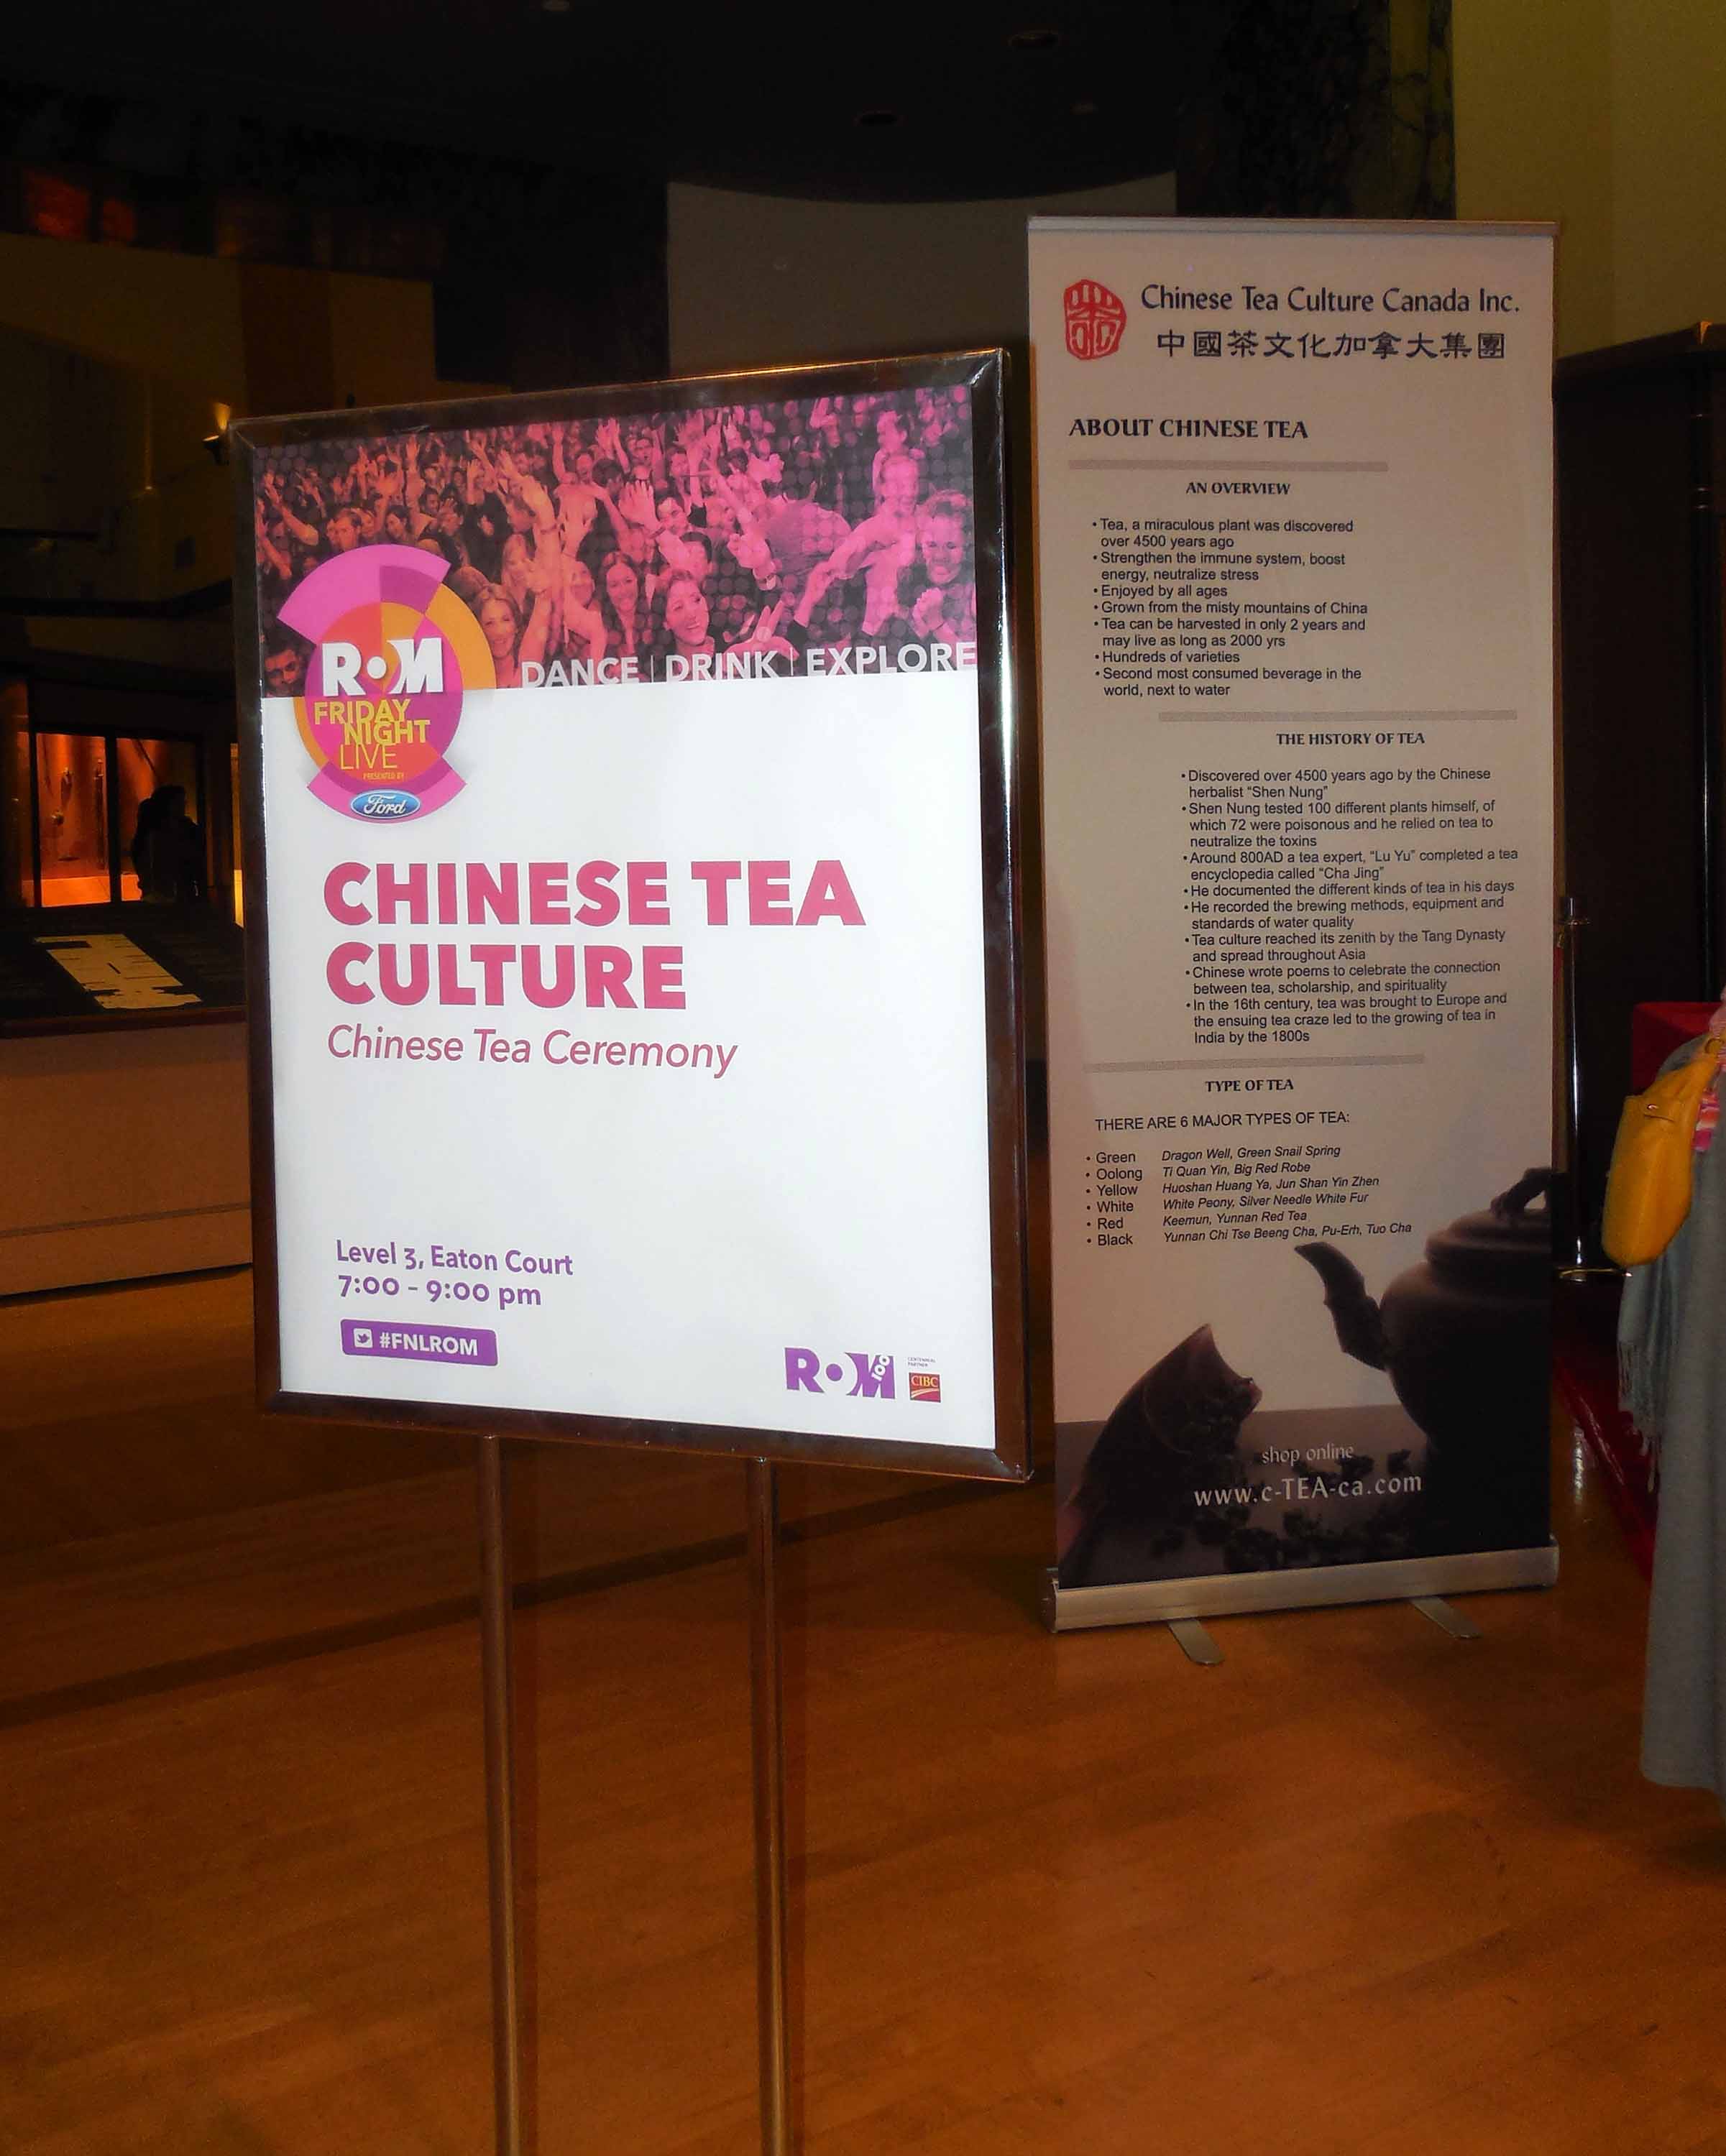 DANCE | DRINK | EXPLORE
ROM
FRIDAY
NIGHT
LIVE
PRESENTED BY
Ford
CHINESE TEA
CULTURE
Chinese Tea Ceremony
Level 3, Eaton Court
7:00 - 9:00 pm
#FNLROM
ROM 100
CENTENNIAL
PARTNER
CIBC
Chinese Tea Culture Canada Inc.
中國茶文化加拿大集團
ABOUT CHINESE TEA
AN OVERVIEW
• Tea, a miraculous plant was discovered
over 4500 years ago
• Strengthen the immune system, boost
energy, neutralize stress
• Enjoyed by all ages
• Grown from the misty mountains of China
• Tea can be harvested in only 2 years and
may live as long as 2000 yrs
• Hundreds of varieties
• Second most consumed beverage in the
world, next to water
THE HISTORY OF TEA
• Discovered over 4500 years ago by the Chinese
herbalist "Shen Nung"
• Shen Nung tested 100 different plants himself, of
which 72 were poisonous and he relied on tea to
neutralize the toxins
• Around 800AD a tea expert, "Lu Yu" completed a tea
encyclopedia called "Cha Jing"
• He documented the different kinds of tea in his days
• He recorded the brewing methods, equipment and
standards of water quality
• Tea culture reached its zenith by the Tang Dynasty
and spread throughout Asia
• Chinese wrote poems to celebrate the connection
between tea, scholarship, and spirituality
• In the 16th century, tea was brought to Europe and
the ensuing tea craze led to the growing of tea in
India by the 1800s
TYPE OF TEA
THERE ARE 6 MAJOR TYPES OF TEA:
• Green Dragon Well, Green Snail Spring
• Oolong Ti Quan Yin, Big Red Robe
• Yellow Huoshan Huang Ya, Jun Shan Yin Zhen
• White White Peony, Silver Needle White Fur
• Red Keemun, Yunnan Red Tea
• Black Yunnan Chi Tse Beeng Cha, Pu-Erh, Tuo Cha
shop online
www.c-TEA-ca.com